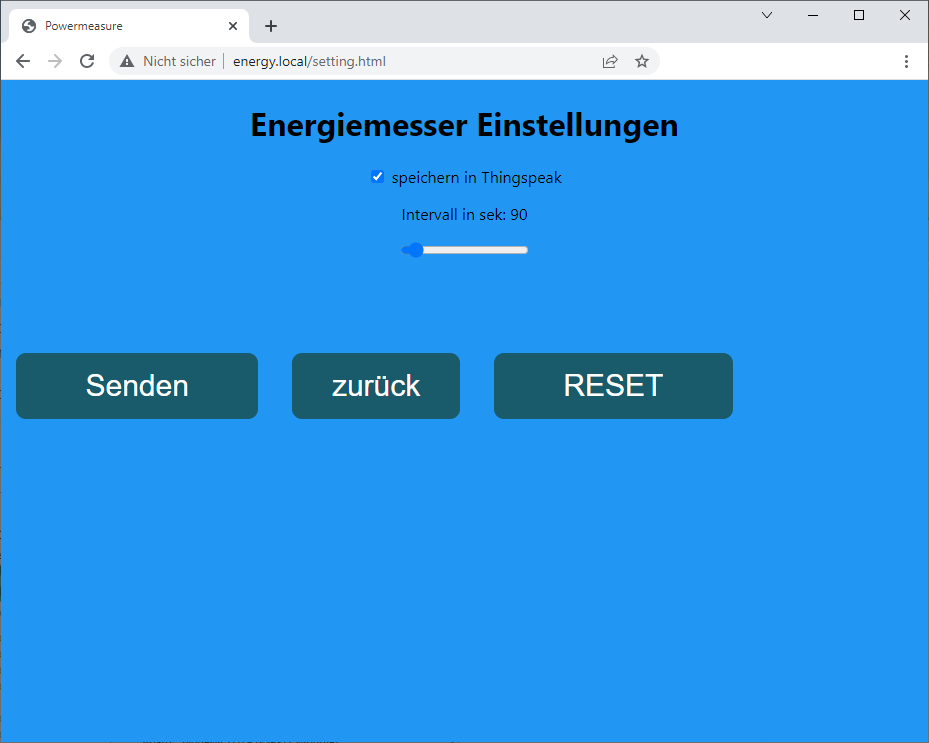 Powermeasure
Nicht sicher energy.local/setting.html
Energiemesser Einstellungen
speichern in Thingspeak
Intervall in sek: 90
Senden zurück RESET